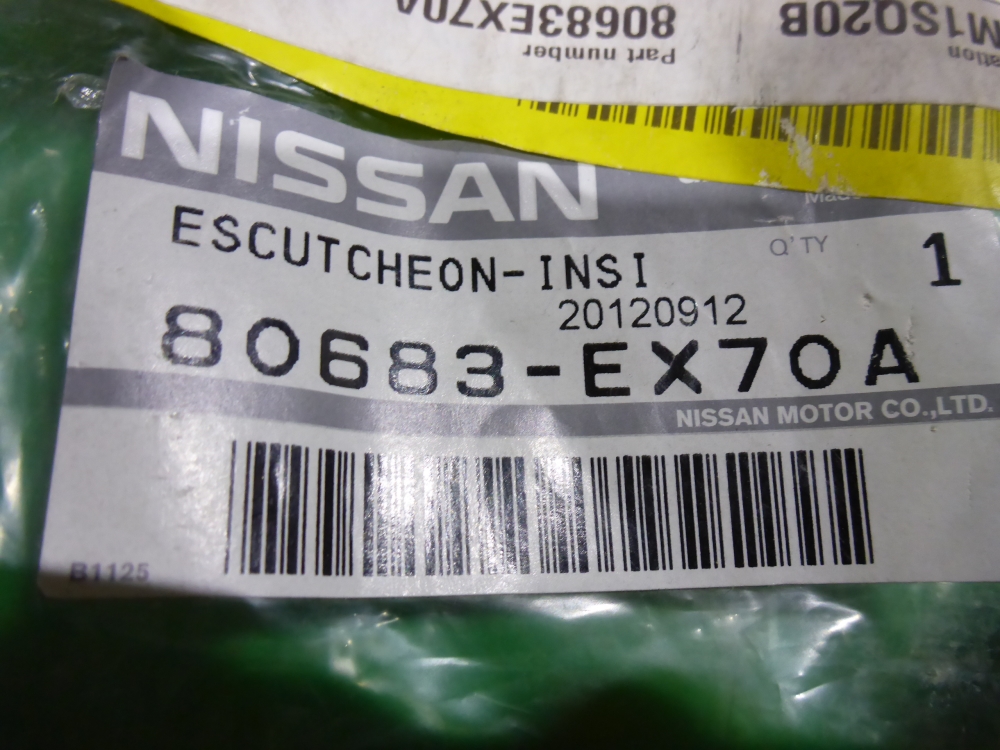 M1SQ20B
Part number
80683EX70A
NISSAN
ESCUTCHEON-INSI
Q'TY 1
20120912
80683-EX70A
NISSAN MOTOR CO.,LTD.
B1125